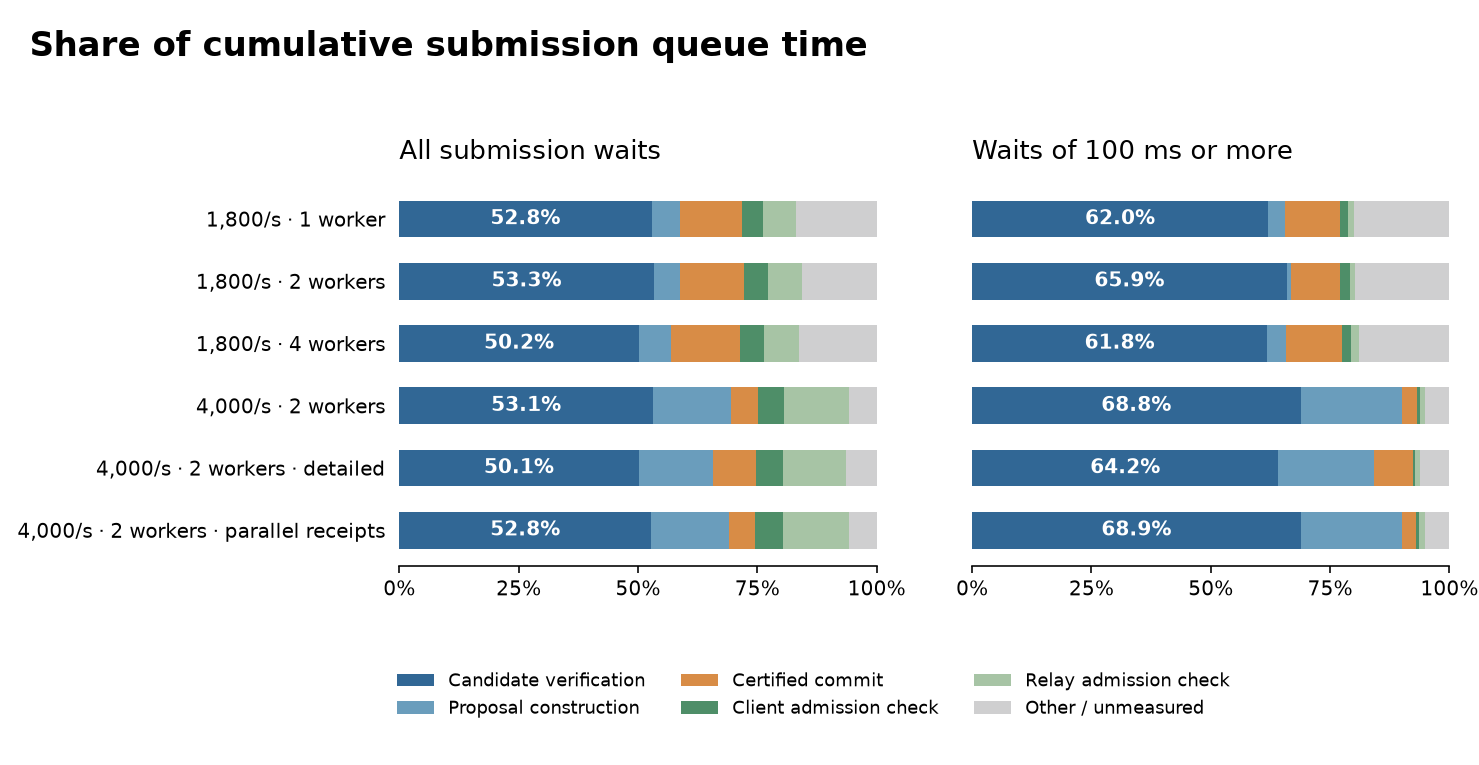 Share of cumulative submission queue time
All submission waits
Waits of 100 ms or more
1,800/s · 1 worker 52.8% 62.0%
1,800/s · 2 workers 53.3% 65.9%
1,800/s · 4 workers 50.2% 61.8%
4,000/s · 2 workers 53.1% 68.8%
4,000/s · 2 workers · detailed 50.1% 64.2%
4,000/s · 2 workers · parallel receipts 52.8% 68.9%
0% 25% 50% 75% 100%
0% 25% 50% 75% 100%
Candidate verification
Proposal construction
Certified commit
Client admission check
Relay admission check
Other / unmeasured